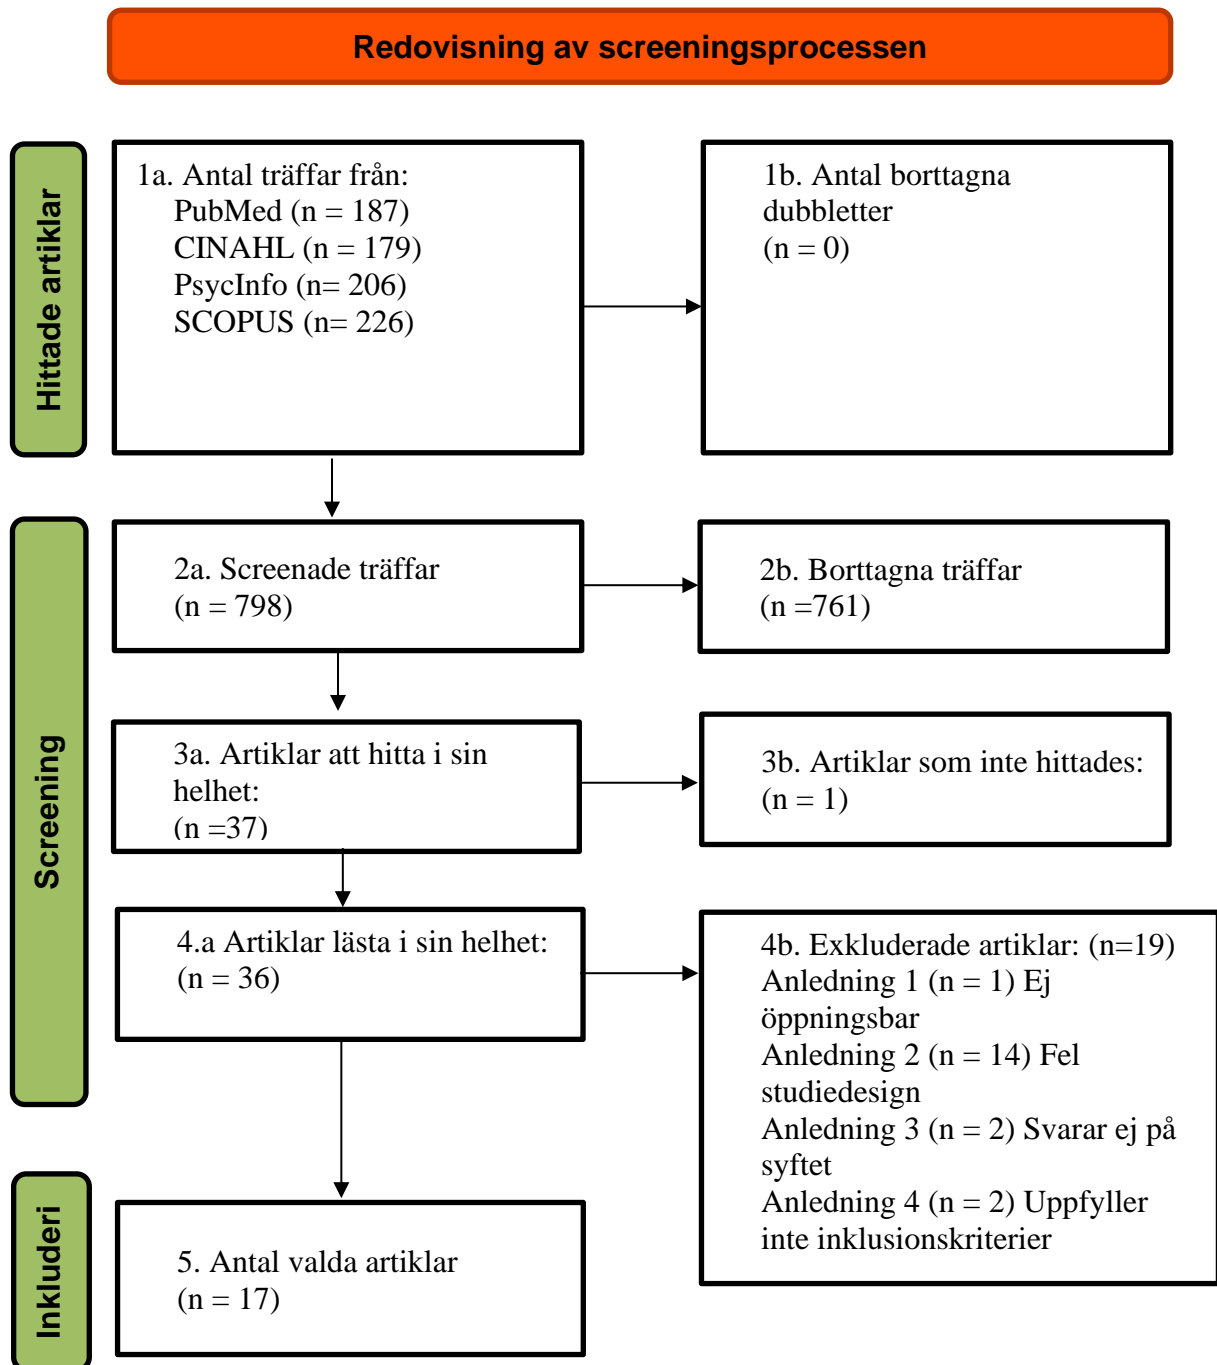 Redovisning av screeningsprocessen
Hittade artiklar
1a. Antal träffar från:
PubMed (n = 187)
CINAHL (n = 179)
PsycInfo (n= 206)
SCOPUS (n= 226)
1b. Antal borttagna
dubbletter
(n = 0)
Screening
2a. Screenade träffar
(n = 798)
2b. Borttagna träffar
(n =761)
3a. Artiklar att hitta i sin
helhet:
(n =37)
3b. Artiklar som inte hittades:
(n = 1)
4.a Artiklar lästa i sin helhet:
(n = 36)
4b. Exkluderade artiklar: (n=19)
Anledning 1 (n = 1) Ej
öppningsbar
Anledning 2 (n = 14) Fel
studiedesign
Anledning 3 (n = 2) Svarar ej på
syftet
Anledning 4 (n = 2) Uppfyller
inte inklusionskriterier
Inkluderi
5. Antal valda artiklar
(n = 17)